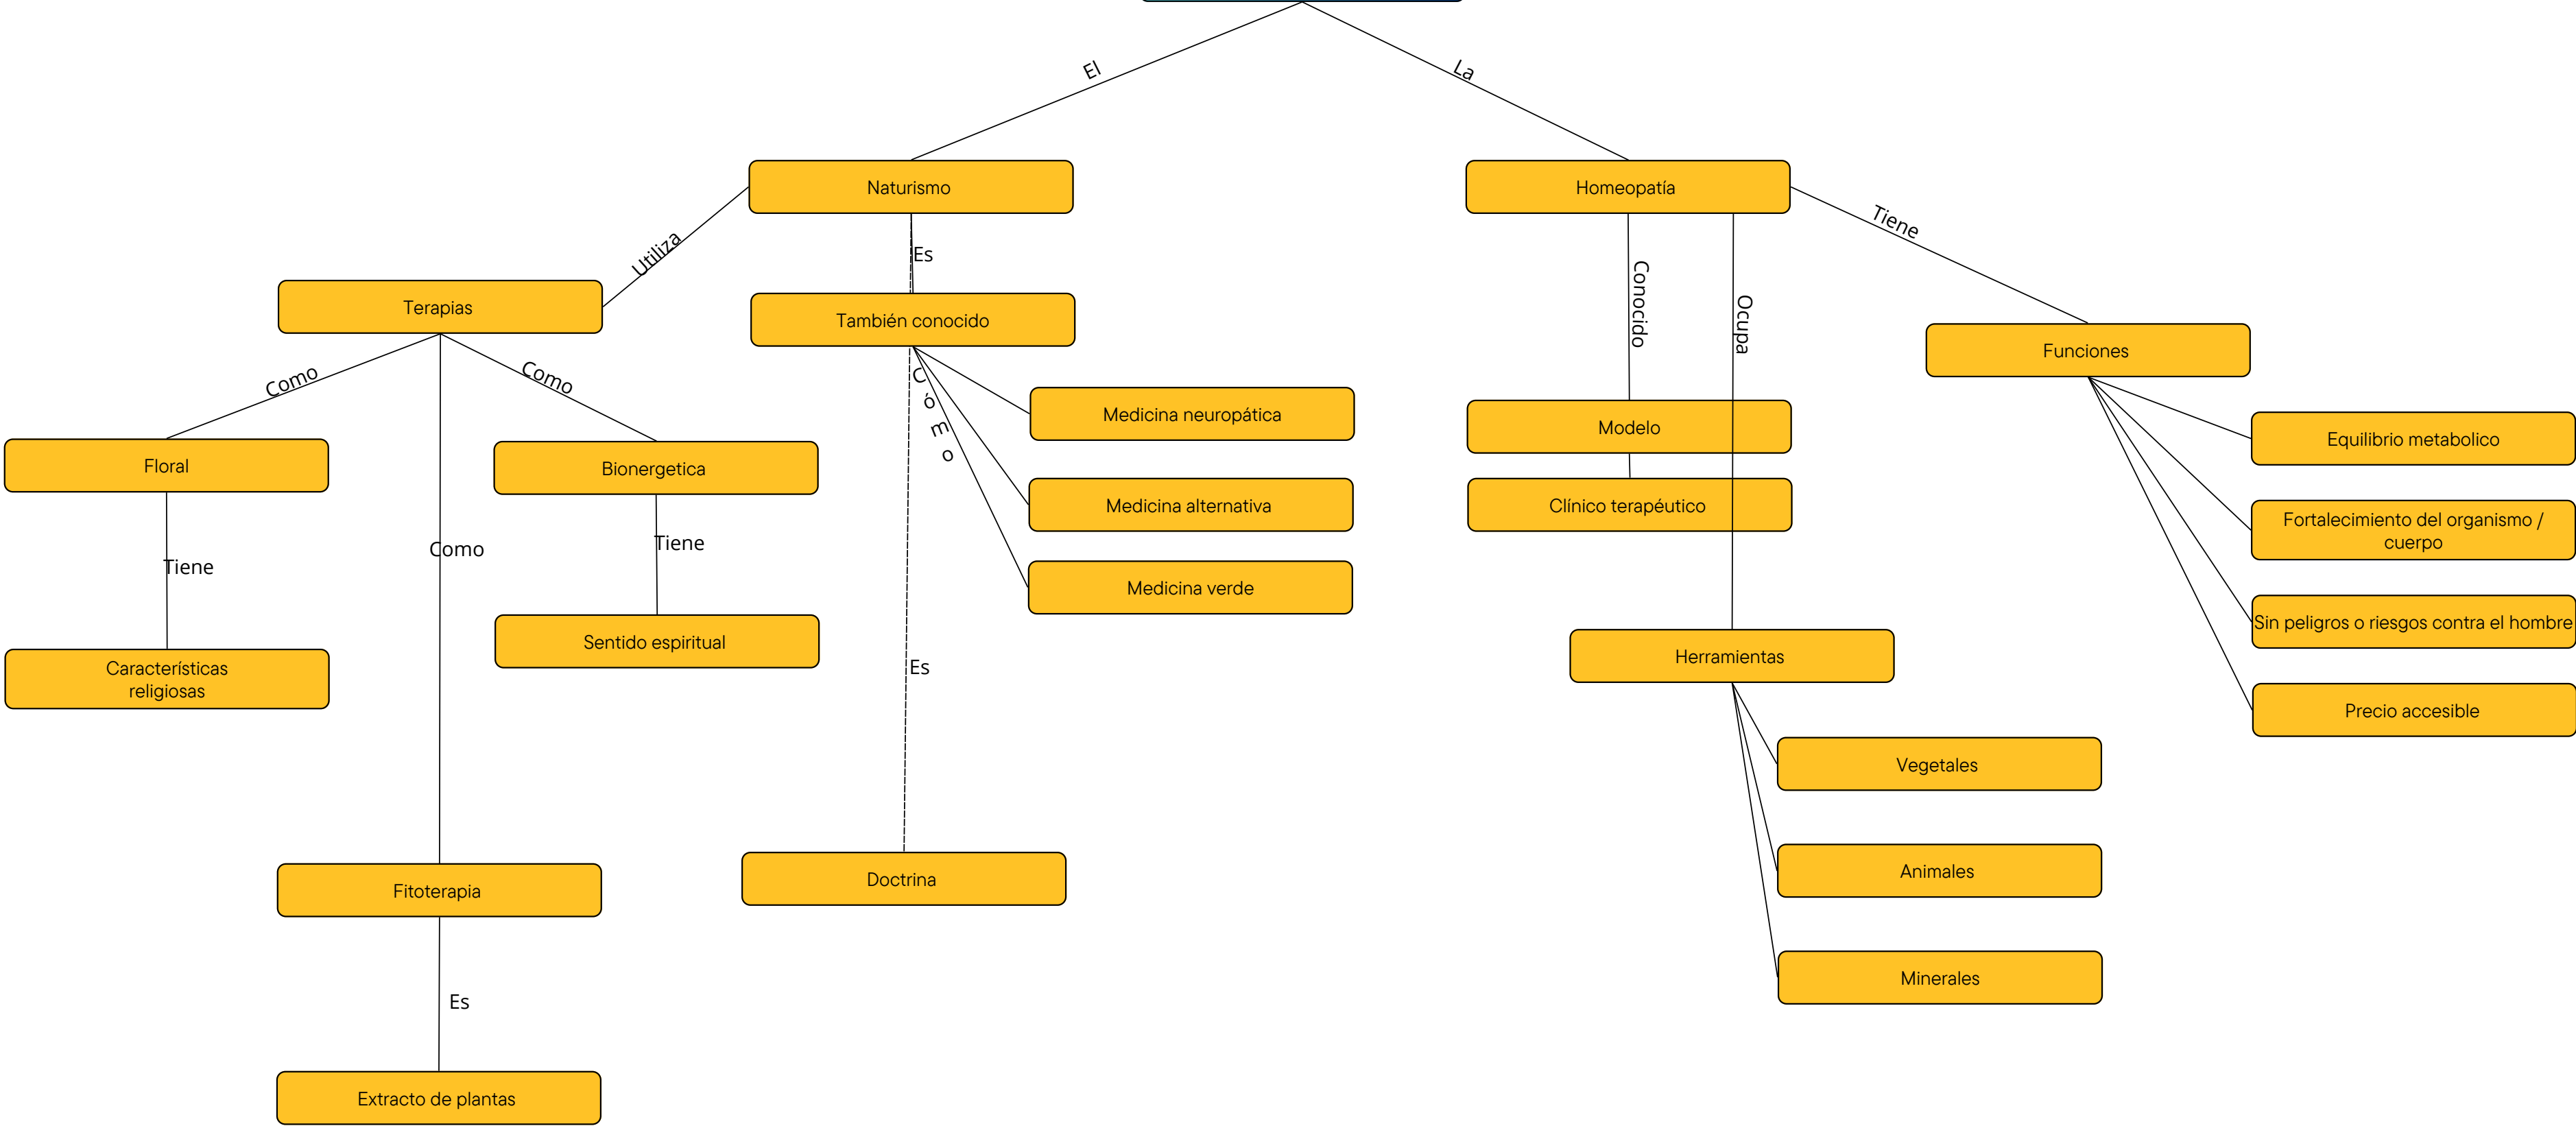 El
La
Naturismo
Homeopatía
Utiliza
Es
Tiene
Terapias
También conocido
Conocido
Ocupa
Funciones
Como
Como
Cómo
Medicina neuropática
Modelo
Equilibrio metabolico
Floral
Bionergetica
Medicina alternativa
Clínico terapéutico
Fortalecimiento del organismo /
cuerpo
Tiene
Como
Tiene
Medicina verde
Sin peligros o riesgos contra el hombre
Características
religiosas
Sentido espiritual
Es
Herramientas
Precio accesible
Vegetales
Fitoterapia
Doctrina
Animales
Minerales
Es
Extracto de plantas